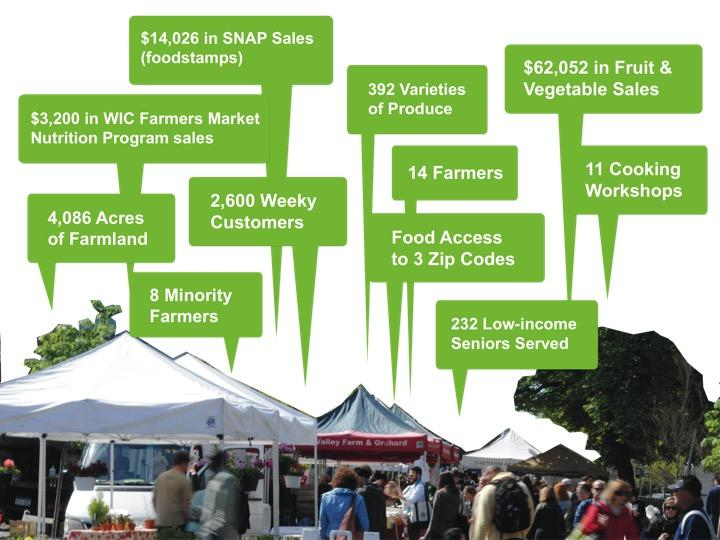 $14,026 in SNAP Sales
(foodstamps)
$62,052 in Fruit &
Vegetable Sales
392 Varieties
of Produce
$3,200 in WIC Farmers Market
Nutrition Program sales
14 Farmers
11 Cooking
Workshops
2,600 Weeky
Customers
4,086 Acres
of Farmland
Food Access
to 3 Zip Codes
8 Minority
Farmers
232 Low-income
Seniors Served
Valley Farm & Orchard